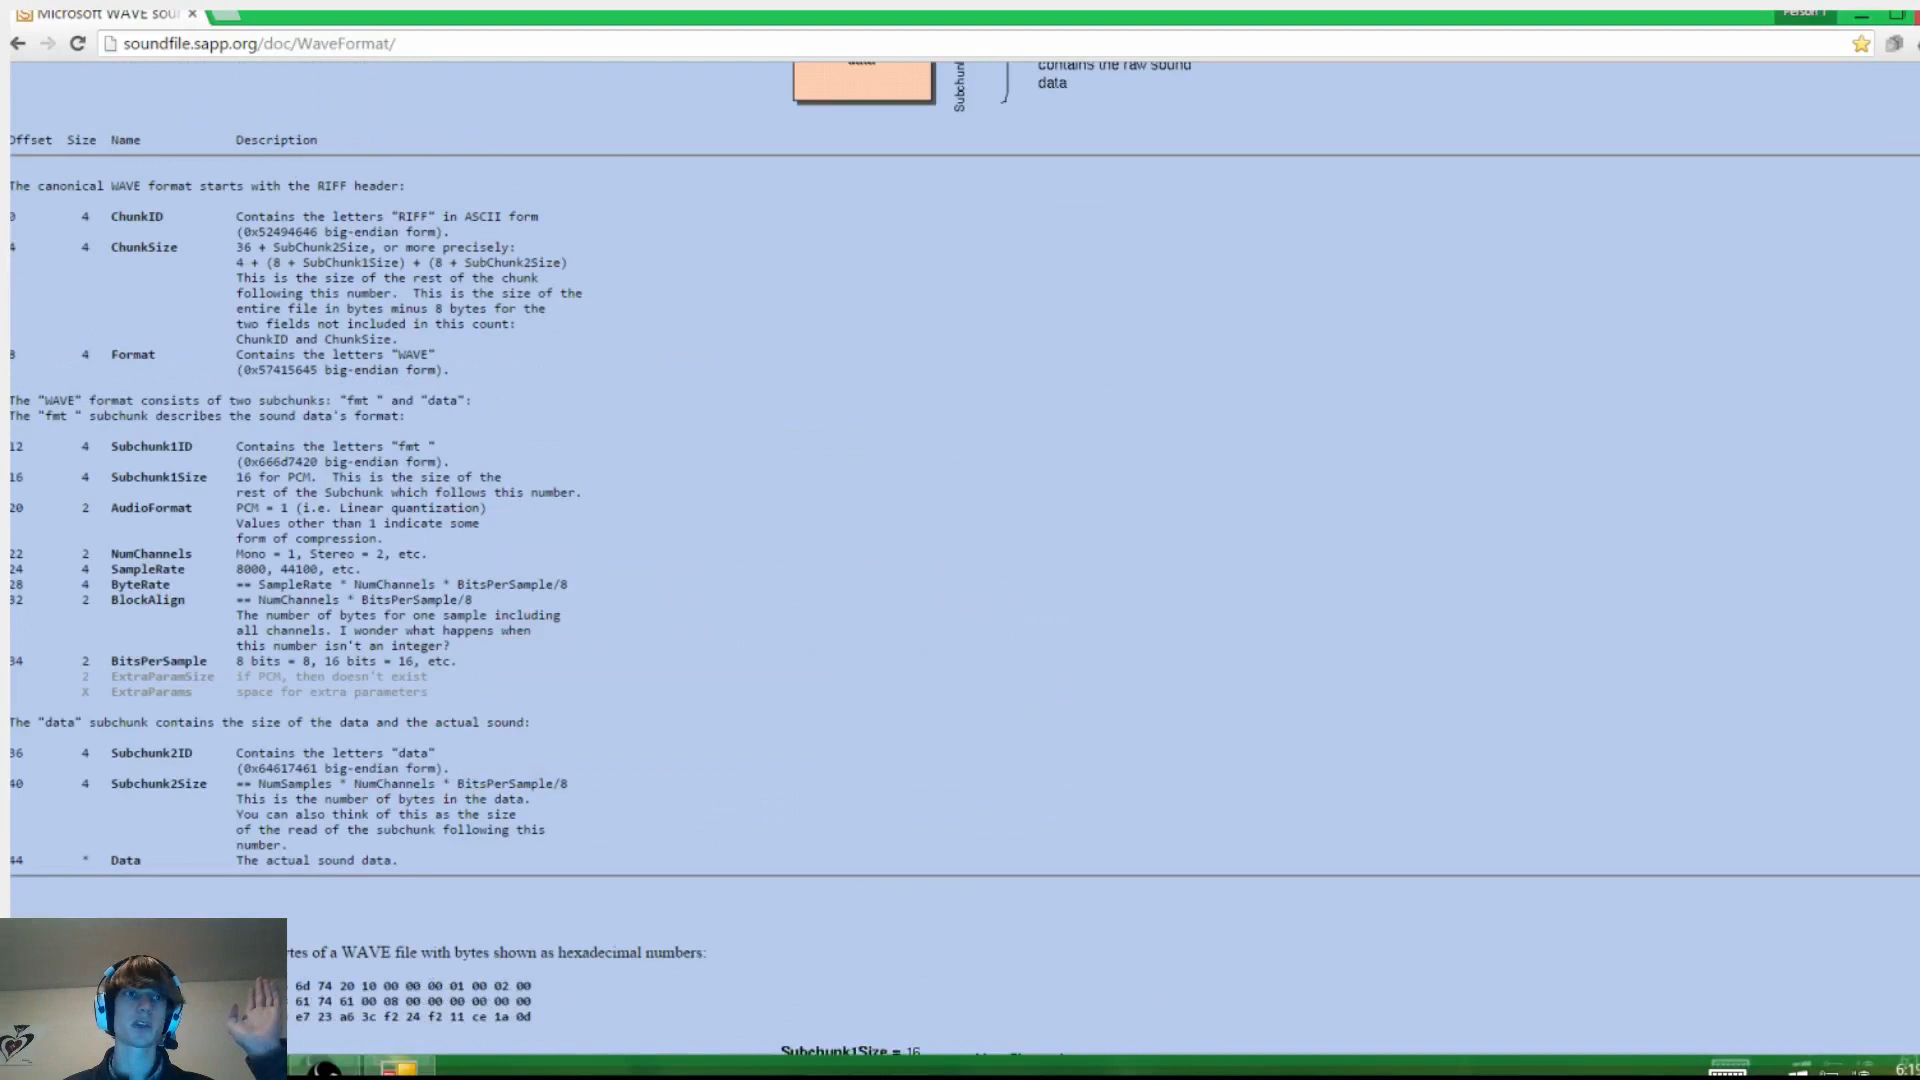 Microsoft WAVE sou
soundfile.sapp.org/doc/WaveFormat/
Subchunk
contains the raw sound
data
Offset Size Name Description
The canonical WAVE format starts with the RIFF header:
0 4 ChunkID Contains the letters "RIFF" in ASCII form
(0x52494646 big-endian form).
4 4 ChunkSize 36 + SubChunk2Size, or more precisely:
4 + (8 + SubChunk1Size) + (8 + SubChunk2Size)
This is the size of the rest of the chunk
following this number. This is the size of the
entire file in bytes minus 8 bytes for the
two fields not included in this count:
ChunkID and ChunkSize.
8 4 Format Contains the letters "WAVE"
(0x57415645 big-endian form).
The "WAVE" format consists of two subchunks: "fmt " and "data":
The "fmt " subchunk describes the sound data's format:
12 4 Subchunk1ID Contains the letters "fmt "
(0x666d7420 big-endian form).
16 4 Subchunk1Size 16 for PCM. This is the size of the
rest of the Subchunk which follows this number.
20 2 AudioFormat PCM = 1 (i.e. Linear quantization)
Values other than 1 indicate some
form of compression.
22 2 NumChannels Mono = 1, Stereo = 2, etc.
24 4 SampleRate 8000, 44100, etc.
28 4 ByteRate == SampleRate * NumChannels * BitsPerSample/8
32 2 BlockAlign == NumChannels * BitsPerSample/8
The number of bytes for one sample including
all channels. I wonder what happens when
this number isn't an integer?
34 2 BitsPerSample 8 bits = 8, 16 bits = 16, etc.
2 ExtraParamSize if PCM, then doesn't exist
X ExtraParams space for extra parameters
The "data" subchunk contains the size of the data and the actual sound:
36 4 Subchunk2ID Contains the letters "data"
(0x64617461 big-endian form).
40 4 Subchunk2Size == NumSamples * NumChannels * BitsPerSample/8
This is the number of bytes in the data.
You can also think of this as the size
of the read of the subchunk following this
number.
44 * Data The actual sound data.
tes of a WAVE file with bytes shown as hexadecimal numbers:
6d 74 20 10 00 00 00 01 00 02 00
61 74 61 00 08 00 00 00 00 00 00
e7 23 a6 3c f2 24 f2 11 ce 1a 0d
Subchunk1Size = 16